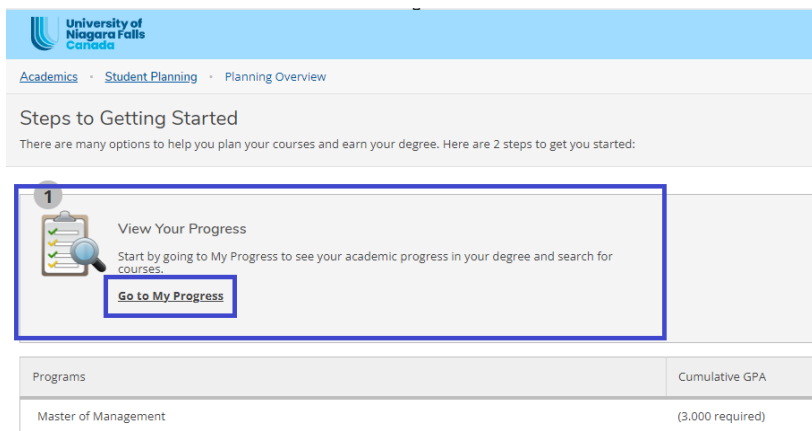 University of
Niagara Falls
Canada
Academics · Student Planning · Planning Overview
Steps to Getting Started
There are many options to help you plan your courses and earn your degree. Here are 2 steps to get you started:
1
View Your Progress
Start by going to My Progress to see your academic progress in your degree and search for
courses.
Go to My Progress
Programs Cumulative GPA
Master of Management (3.000 required)